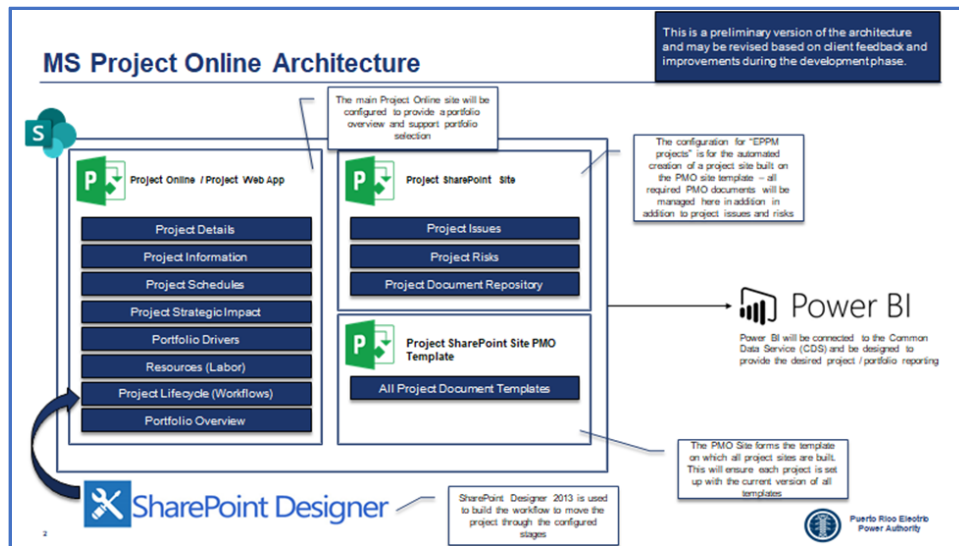 This is a preliminary version of the architecture
and may be revised based on client feedback and
improvements during the development phase.
MS Project Online Architecture
The main Project Online site will be
configured to provide a portfolio
overview and support portfolio
selection
The configuration for “EPPM
projects” is for the automated
creation of a project site built on
the PMO site template – all
required PMO documents will be
managed here in addition in
addition to project issues and risks
S
P
Project Online / Project Web App
Project Details
Project Information
Project Schedules
Project Strategic Impact
Portfolio Drivers
Resources (Labor)
Project Lifecycle (Workflows)
Portfolio Overview
P
Project SharePoint Site
Project Issues
Project Risks
Project Document Repository
P
Project SharePoint Site PMO
Template
All Project Document Templates
Power BI
Power BI will be connected to the Common
Data Service (CDS) and be designed to
provide the desired project / portfolio reporting
The PMO Site forms the template
on which all project sites are built.
This will ensure each project is set
up with the current version of all
templates
SharePoint Designer
SharePoint Designer 2013 is used
to build the workflow to move the
project through the configured
stages
2
Puerto Rico Electric
Power Authority